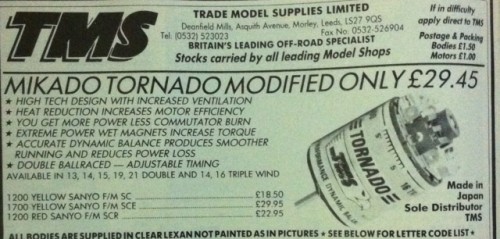 TMS
TRADE MODEL SUPPLIES LIMITED
Deanfield Mills, Asquith Avenue, Morley, Leeds, LS27 9QS
Tel: (0532) 523023 Fax No: 0532-526904
BRITAIN'S LEADING OFF-ROAD SPECIALIST
Stocks carried by all leading Model Shops
If in difficulty
apply direct to TMS
Postage & Packing
Bodies £1.50
Motors £1.00
MIKADO TORNADO MODIFIED ONLY £29.45
★ HIGH TECH DESIGN WITH INCREASED VENTILATION
★ HEAT REDUCTION INCREASES MOTOR EFFICIENCY
★ YOU GET MORE POWER LESS COMMUTATOR BURN
★ EXTREME POWER WET MAGNETS INCREASE TORQUE
★ ACCURATE DYNAMIC BALANCE PRODUCES SMOOTHER
RUNNING AND REDUCES POWER LOSS
★ DOUBLE BALLRACED — ADJUSTABLE TIMING
AVAILABLE IN 13, 14, 15, 19, 21 DOUBLE AND 14, 16 TRIPLE WIND
1200 YELLOW SANYO F/M SC £18.50
1700 YELLOW SANYO F/M SCE £29.95
1200 RED SANYO F/M SCR £22.95
TORNADO
TMS
Made in
Japan
Sole Distributor
TMS
ALL BODIES ARE SUPPLIED IN CLEAR LEXAN NOT PAINTED AS IN PICTURES ★ SEE BELOW FOR LETTER CODE LIST ★